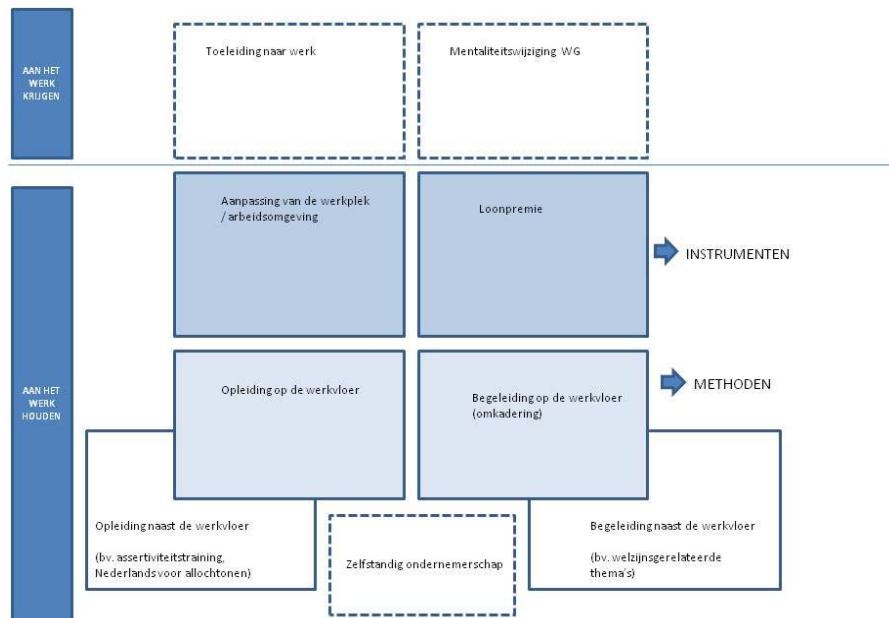 AAN HET
WERK
KRIJGEN
Toeleiding naar werk
Mentaliteitswijziging WG
AAN HET
WERK
HOUDEN
Aanpassing van de werkplek
/ arbeidsomgeving
Loonpremie
INSTRUMENTEN
Opleiding op de werkvloer
Begeleiding op de werkvloer
(omkadering)
METHODEN
Opleiding naast de werkvloer
(bv. assertiviteitstraining,
Nederlands voor allochtonen)
Zelfstandig ondernemerschap
Begeleiding naast de werkvloer
(bv. welzijnsgerelateerde
thema's)